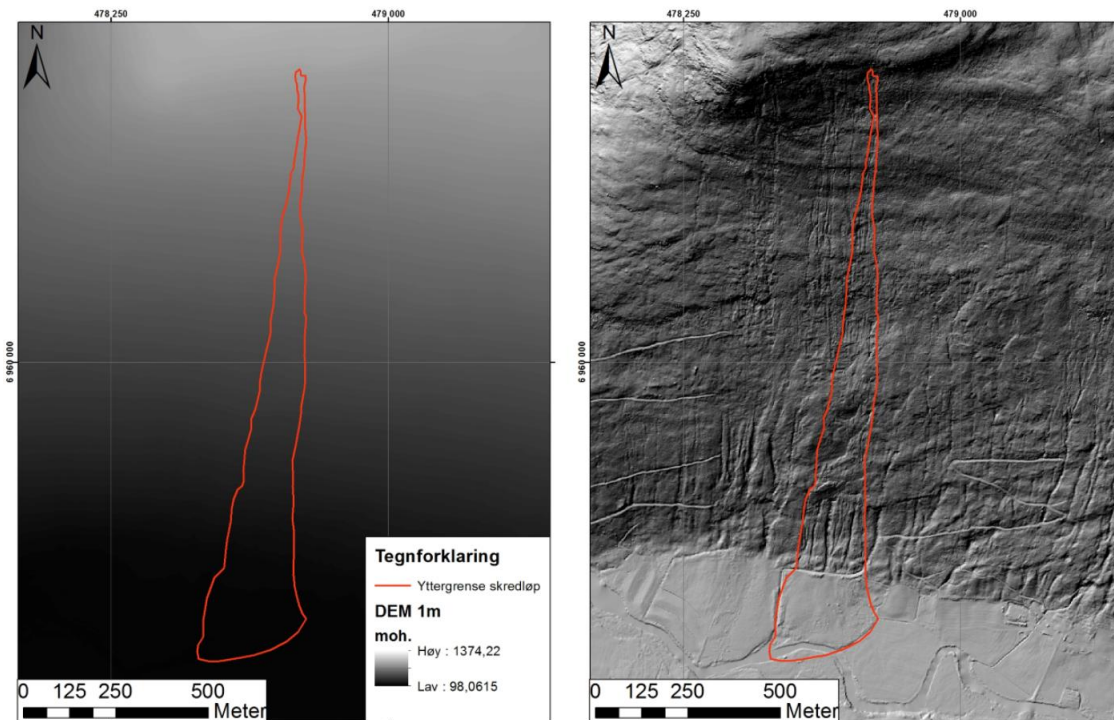 478 250
479 000
N
6 960 000
Tegnforklaring
Yttergrense skredløp
DEM 1m
moh.
Høy : 1374,22
Lav : 98,0615
0 125 250 500
Meter
478 250
479 000
N
6 960 000
0 125 250 500
Meter